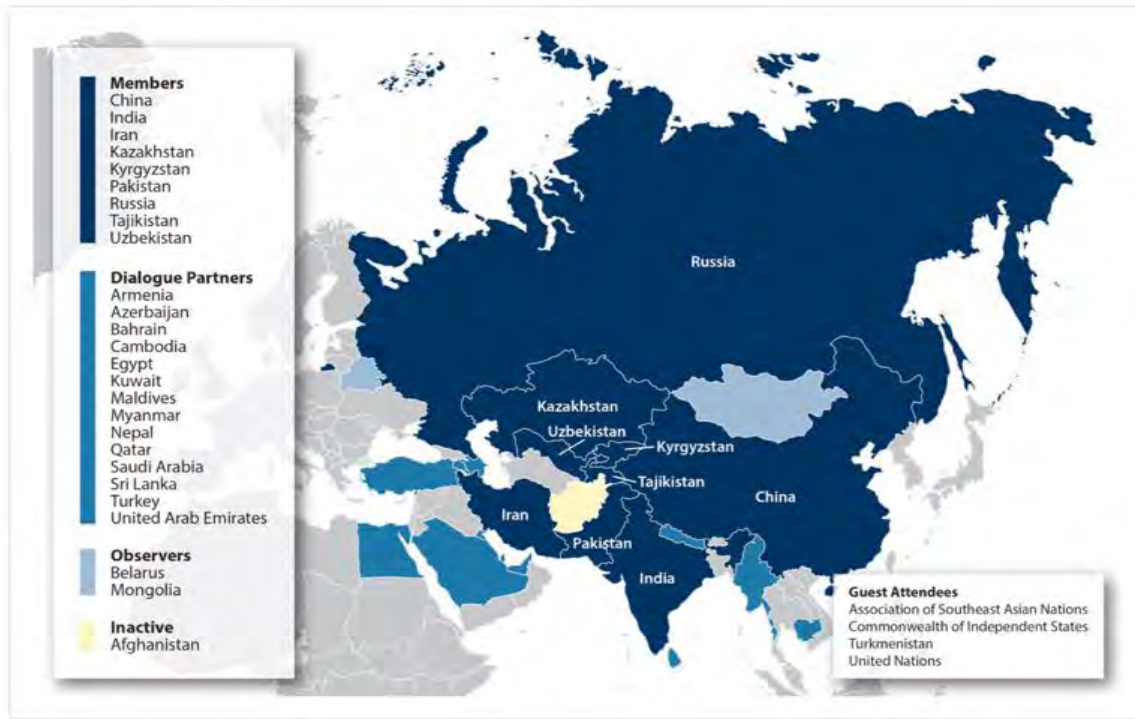 Members
China
India
Iran
Kazakhstan
Kyrgyzstan
Pakistan
Russia
Tajikistan
Uzbekistan
Dialogue Partners
Armenia
Azerbaijan
Bahrain
Cambodia
Egypt
Kuwait
Maldives
Myanmar
Nepal
Qatar
Saudi Arabia
Sri Lanka
Turkey
United Arab Emirates
Observers
Belarus
Mongolia
Inactive
Afghanistan
Russia
Kazakhstan
Uzbekistan
Kyrgyzstan
Tajikistan
China
Iran
Pakistan
India
Guest Attendees
Association of Southeast Asian Nations
Commonwealth of Independent States
Turkmenistan
United Nations